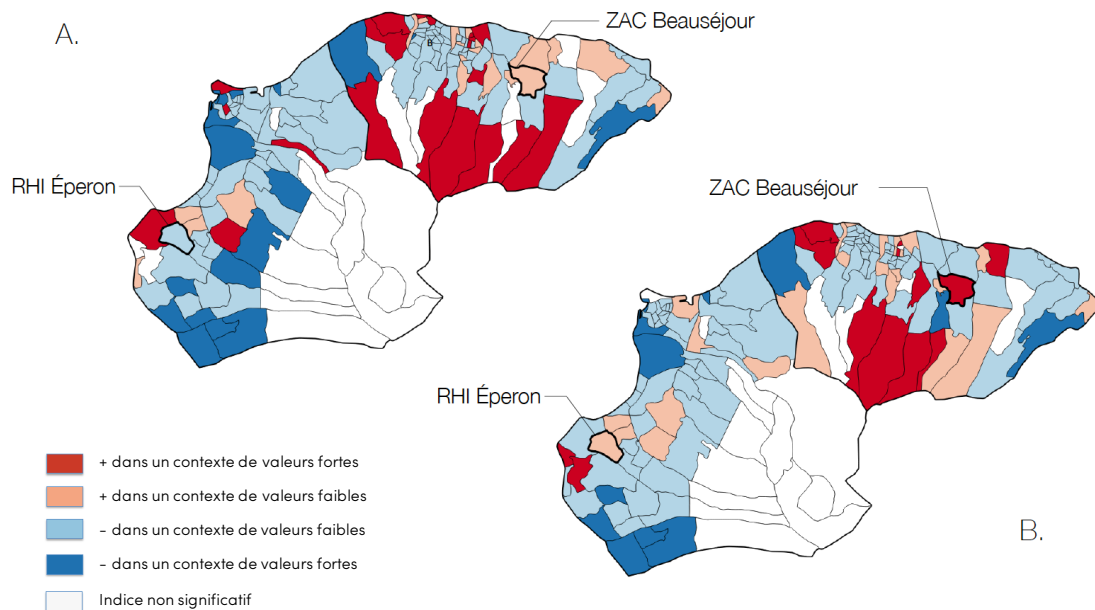 A.
ZAC Beauséjour
RHI Éperon
ZAC Beauséjour
RHI Éperon
+ dans un contexte de valeurs fortes
+ dans un contexte de valeurs faibles
- dans un contexte de valeurs faibles
- dans un contexte de valeurs fortes
Indice non significatif
B.